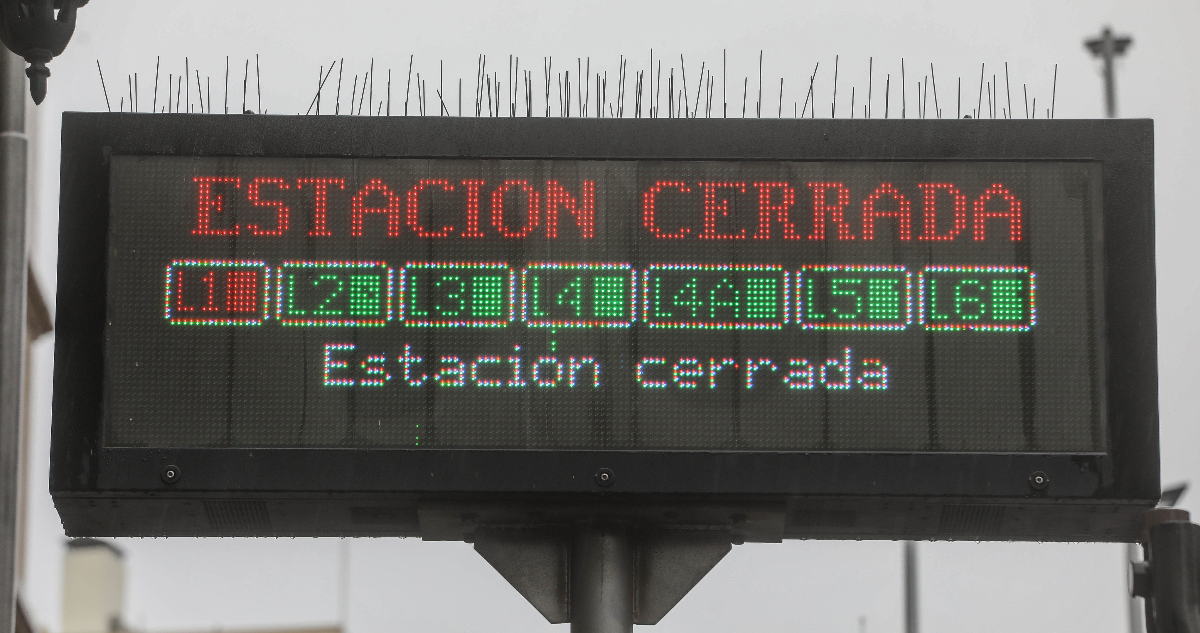 ESTACION CERRADA
L1 L2 L3 L4 L4A L5 L6
Estación cerrada